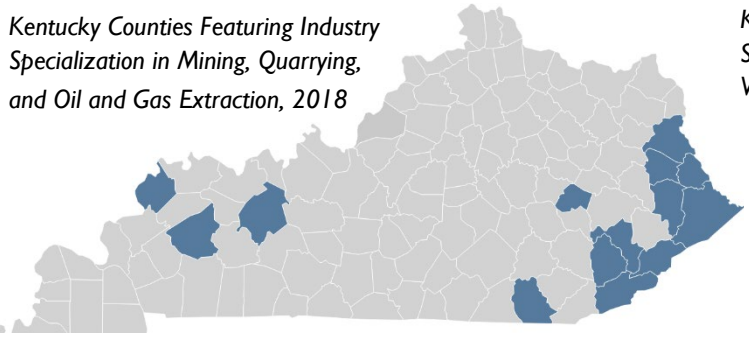 Kentucky Counties Featuring Industry
Specialization in Mining, Quarrying,
and Oil and Gas Extraction, 2018